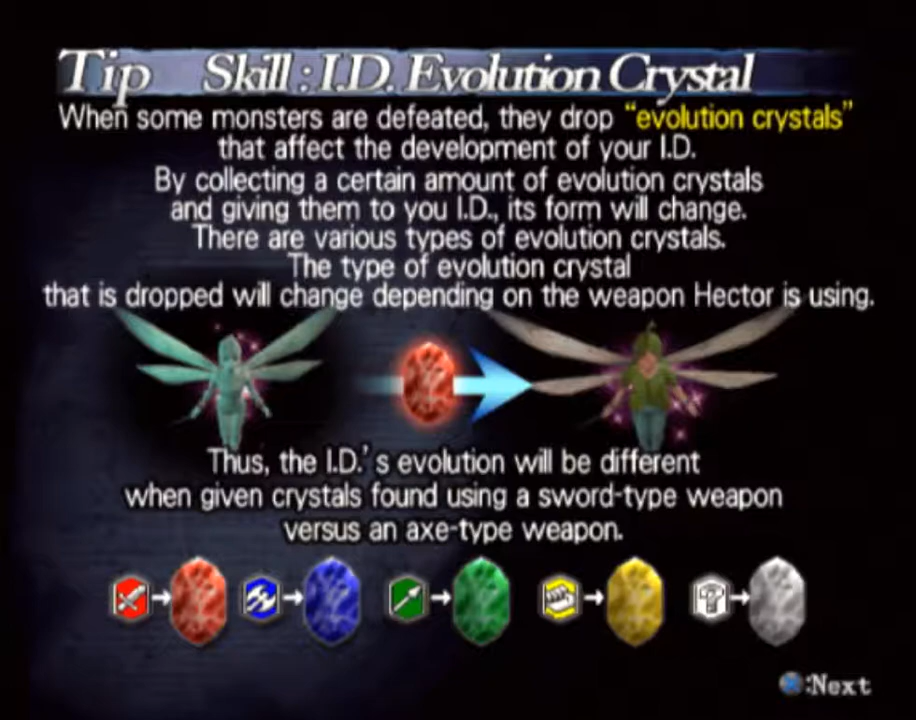 Tip Skill : I.D. Evolution Crystal
When some monsters are defeated, they drop "evolution crystals"
that affect the development of your I.D.
By collecting a certain amount of evolution crystals
and giving them to you I.D., its form will change.
There are various types of evolution crystals.
The type of evolution crystal
that is dropped will change depending on the weapon Hector is using.
Thus, the I.D.'s evolution will be different
when given crystals found using a sword-type weapon
versus an axe-type weapon.
:Next